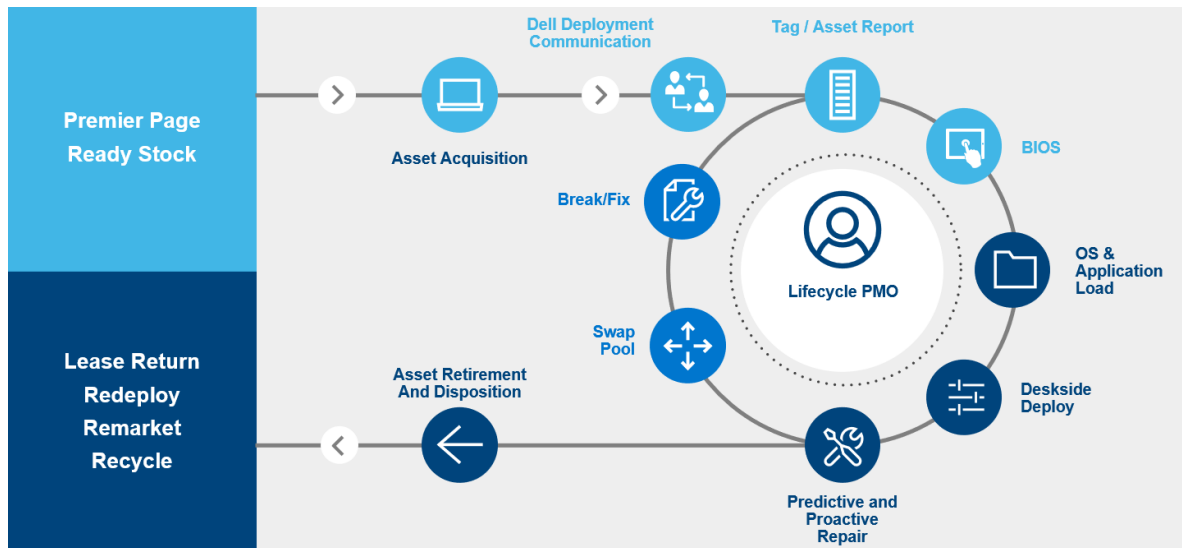 Premier Page
Ready Stock
Lease Return
Redeploy
Remarket
Recycle
Asset Acquisition
Dell Deployment
Communication
Tag / Asset Report
BIOS
OS &
Application
Load
Deskside
Deploy
Predictive and
Proactive
Repair
Swap
Pool
Break/Fix
Lifecycle PMO
Asset Retirement
And Disposition